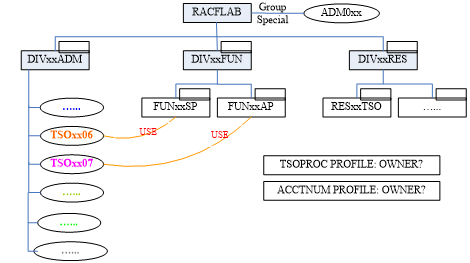 RACFLAB
Group
Special
ADM0xx
DIVxxADM
DIVxxFUN
DIVxxRES
......
FUNxxSP
FUNxxAP
RESxxTSO
......
TSOxx06
USE
USE
TSOxx07
TSOPROC PROFILE: OWNER?
ACCTNUM PROFILE: OWNER?
......
......
......